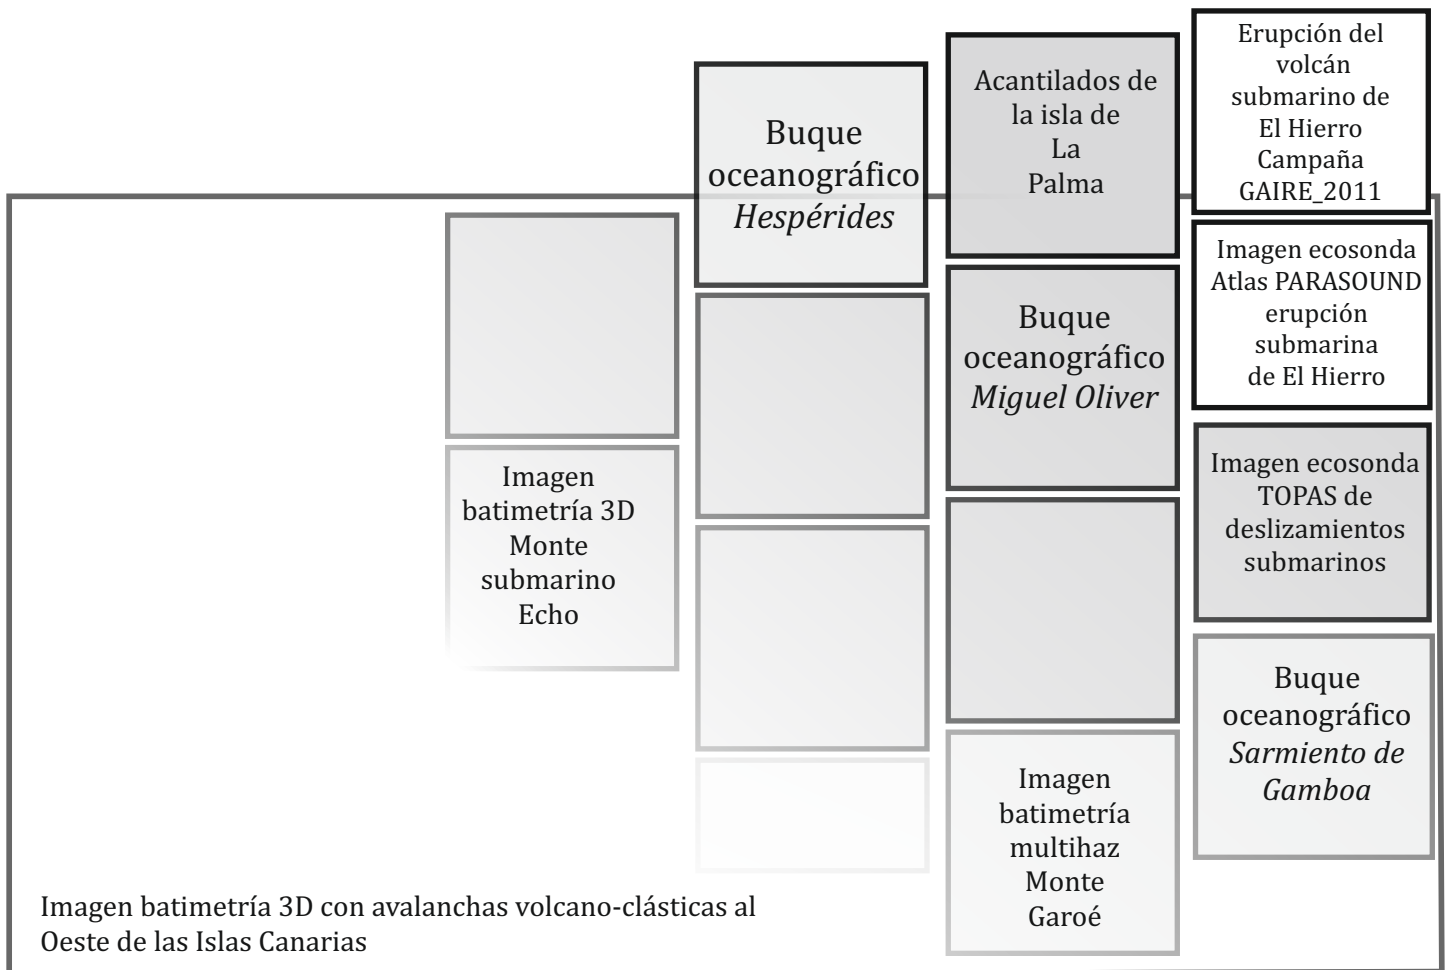 Buque
oceanográfico
Hespérides
Acantilados de
la isla de
La
Palma
Erupción del
volcán
submarino de
El Hierro
Campaña
GAIRE_2011
Imagen ecosonda
Atlas PARASOUND
erupción
submarina
de El Hierro
Buque
oceanográfico
Miguel Oliver
Imagen ecosonda
TOPAS de
deslizamientos
submarinos
Imagen
batimetría 3D
Monte
submarino
Echo
Buque
oceanográfico
Sarmiento de
Gamboa
Imagen
batimetría
multihaz
Monte
Garoé
Imagen batimetría 3D con avalanchas volcano-clásticas al
Oeste de las Islas Canarias